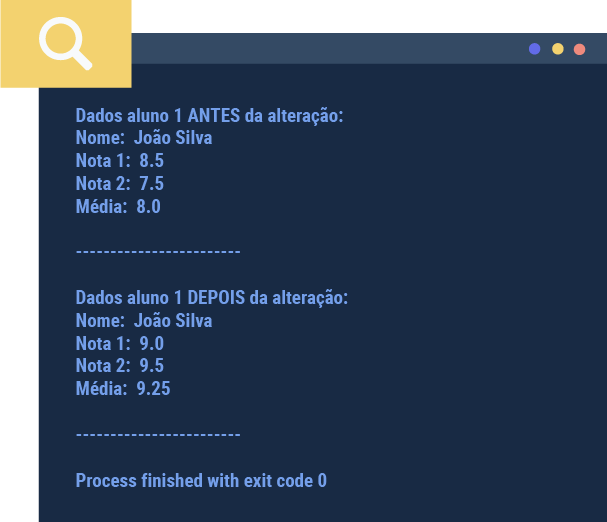 Dados aluno 1 ANTES da alteração:
Nome: João Silva
Nota 1: 8.5
Nota 2: 7.5
Média: 8.0
------------------------
Dados aluno 1 DEPOIS da alteração:
Nome: João Silva
Nota 1: 9.0
Nota 2: 9.5
Média: 9.25
------------------------
Process finished with exit code 0